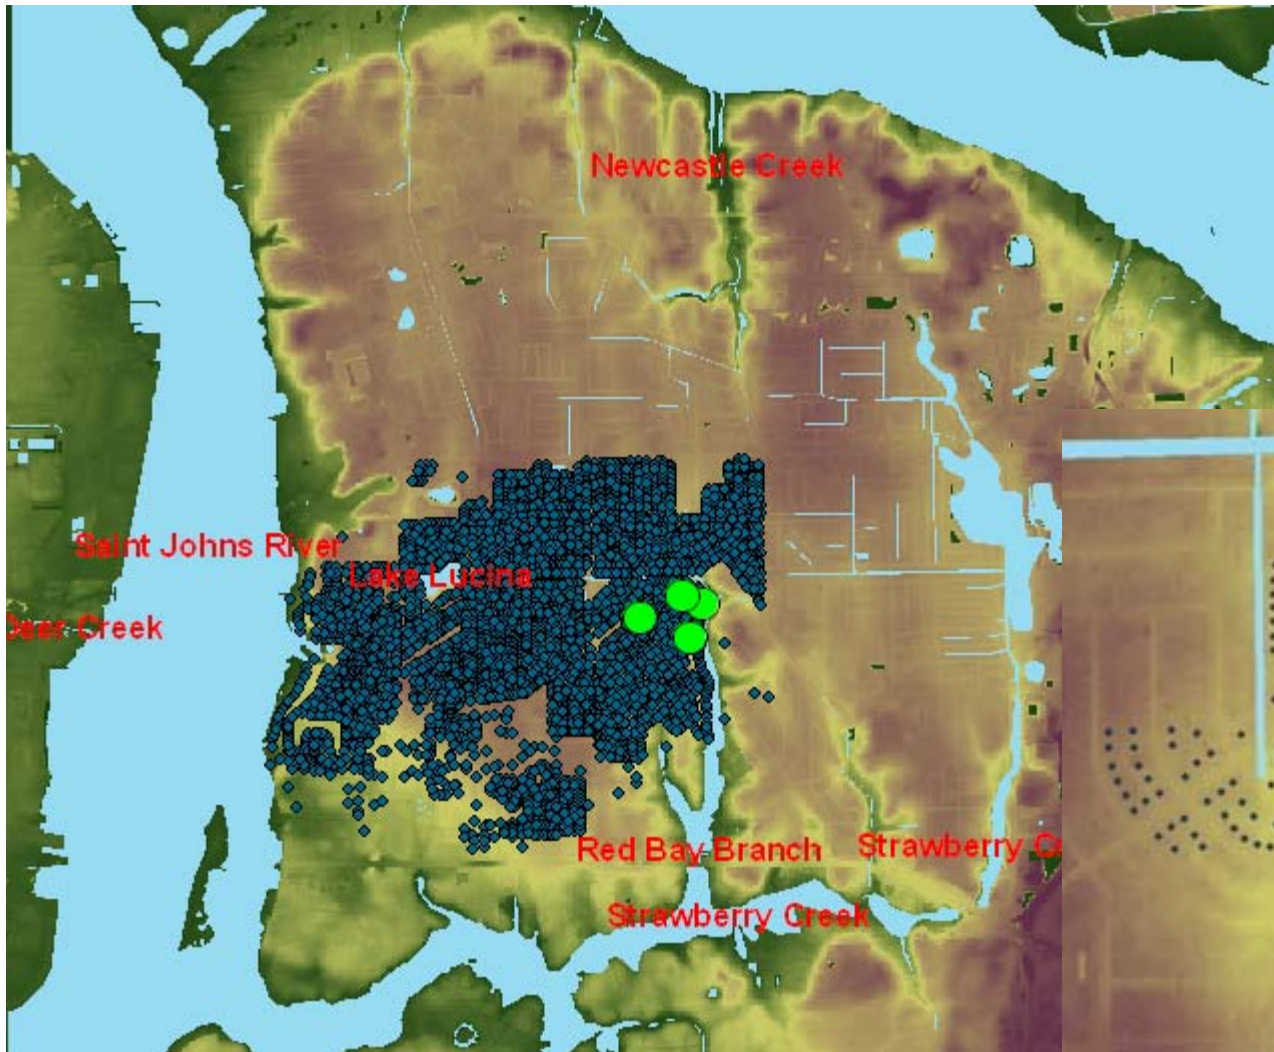 Newcastle Creek
Saint Johns River
Lake Lucina
Deer Creek
Red Bay Branch
Strawberry C
Strawberry Creek